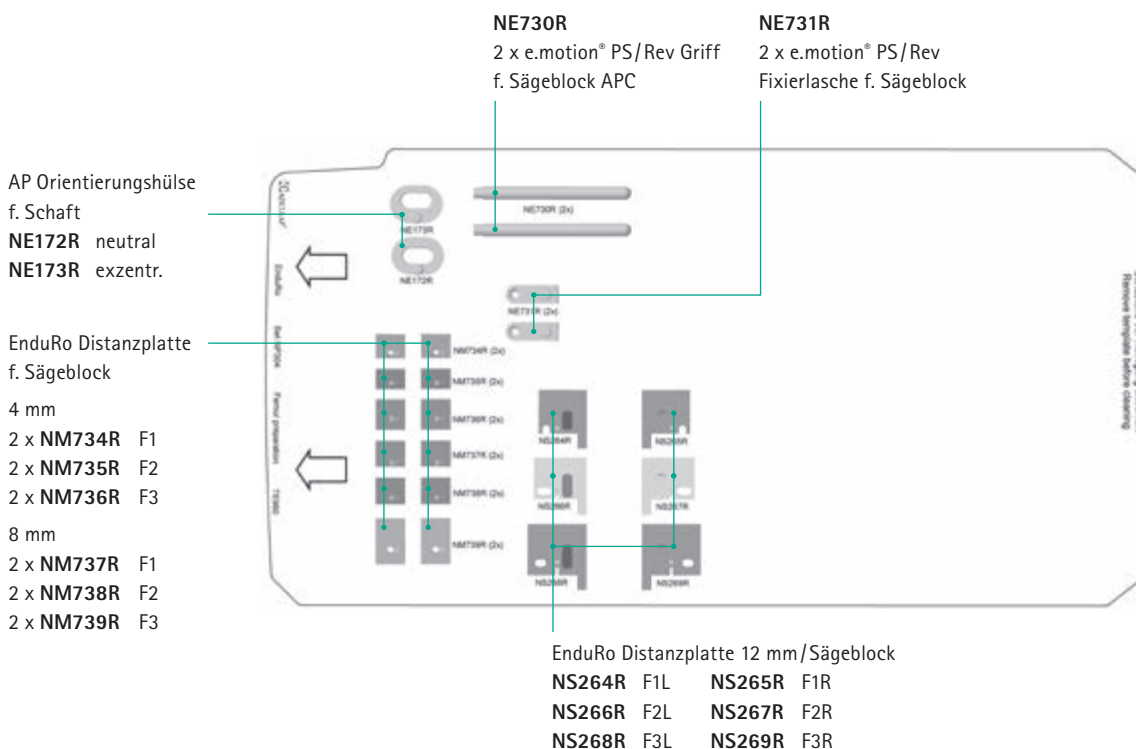 NE730R
2 x e.motion® PS/Rev Griff
f. Sägeblock APC
NE731R
2 x e.motion® PS/Rev
Fixierlasche f. Sägeblock
AP Orientierungshülse
f. Schaft
NE172R neutral
NE173R exzentr.
EnduRo Distanzplatte
f. Sägeblock
4 mm
2 x NM734R F1
2 x NM735R F2
2 x NM736R F3
8 mm
2 x NM737R F1
2 x NM738R F2
2 x NM739R F3
EnduRo
Femur preparation
NE173R
NE172R
NE730R (2x)
NE731R (2x)
NM734R (2x)
NM735R (2x)
NM736R (2x)
NM737R (2x)
NM738R (2x)
NM739R (2x)
NS264R
NS265R
NS266R
NS267R
NS268R
NS269R
Remove template before cleaning
EnduRo Distanzplatte 12 mm/Sägeblock
NS264R F1L NS265R F1R
NS266R F2L NS267R F2R
NS268R F3L NS269R F3R